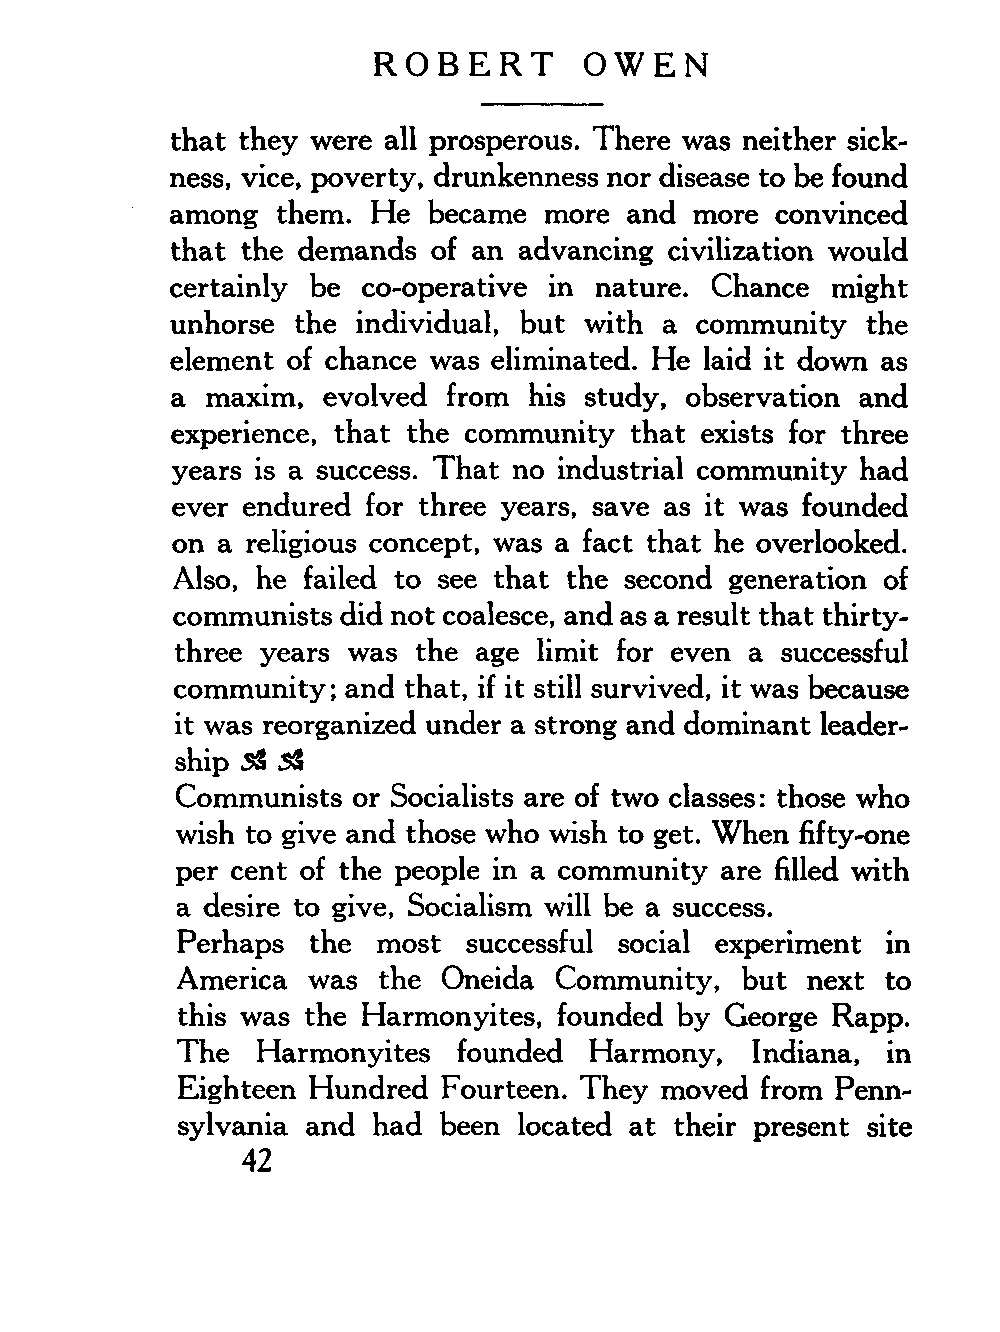 ROBERT OWEN
that they were all prosperous. There was neither sick-
ness, vice, poverty, drunkenness nor disease to be found
among them. He became more and more convinced
that the demands of an advancing civilization would
certainly be co-operative in nature. Chance might
unhorse the individual, but with a community the
element of chance was eliminated. He laid it down as
a maxim, evolved from his study, observation and
experience, that the community that exists for three
years is a success. That no industrial community had
ever endured for three years, save as it was founded
on a religious concept, was a fact that he overlooked.
Also, he failed to see that the second generation of
communists did not coalesce, and as a result that thirty-
three years was the age limit for even a successful
community; and that, if it still survived, it was because
it was reorganized under a strong and dominant leader-
ship
Communists or Socialists are of two classes: those who
wish to give and those who wish to get. When fifty-one
per cent of the people in a community are filled with
a desire to give, Socialism will be a success.
Perhaps the most successful social experiment in
America was the Oneida Community, but next to
this was the Harmonyites, founded by George Rapp.
The Harmonyites founded Harmony, Indiana, in
Eighteen Hundred Fourteen. They moved from Penn-
sylvania and had been located at their present site
42